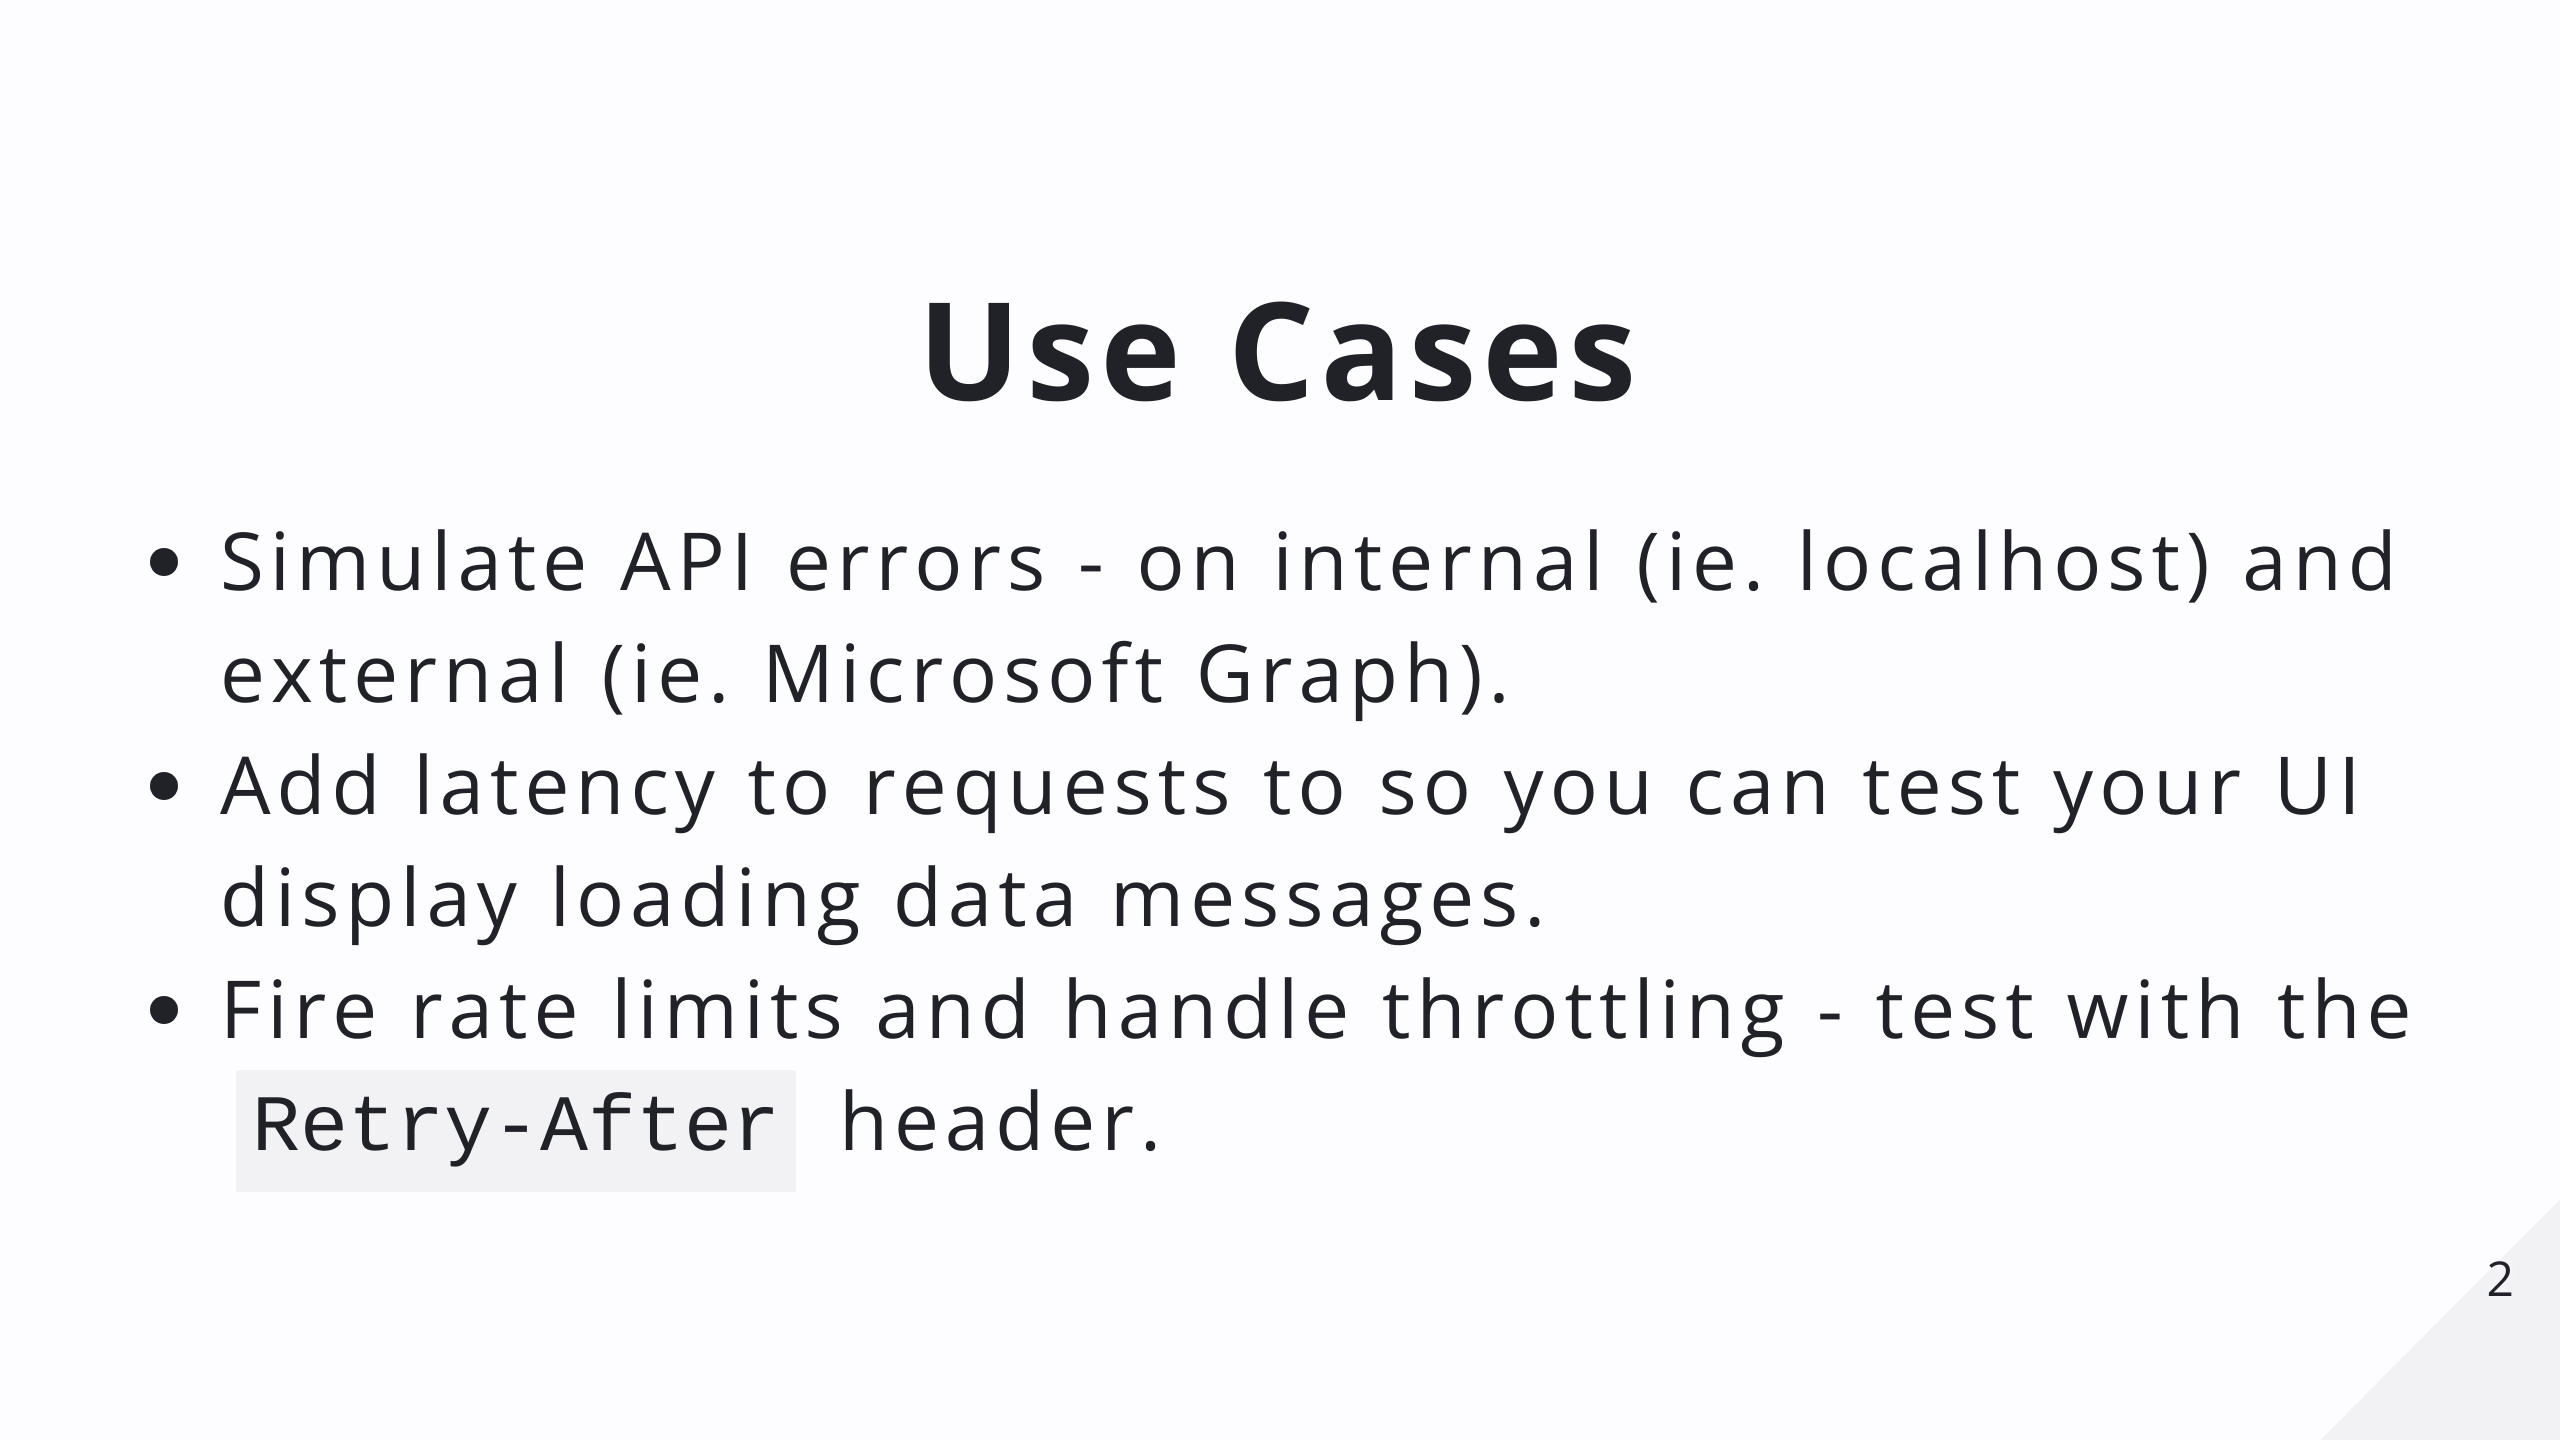 Use Cases
Simulate API errors - on internal (ie. localhost) and
external (ie. Microsoft Graph).
Add latency to requests to so you can test your UI
display loading data messages.
Fire rate limits and handle throttling - test with the
Retry-After header.
2